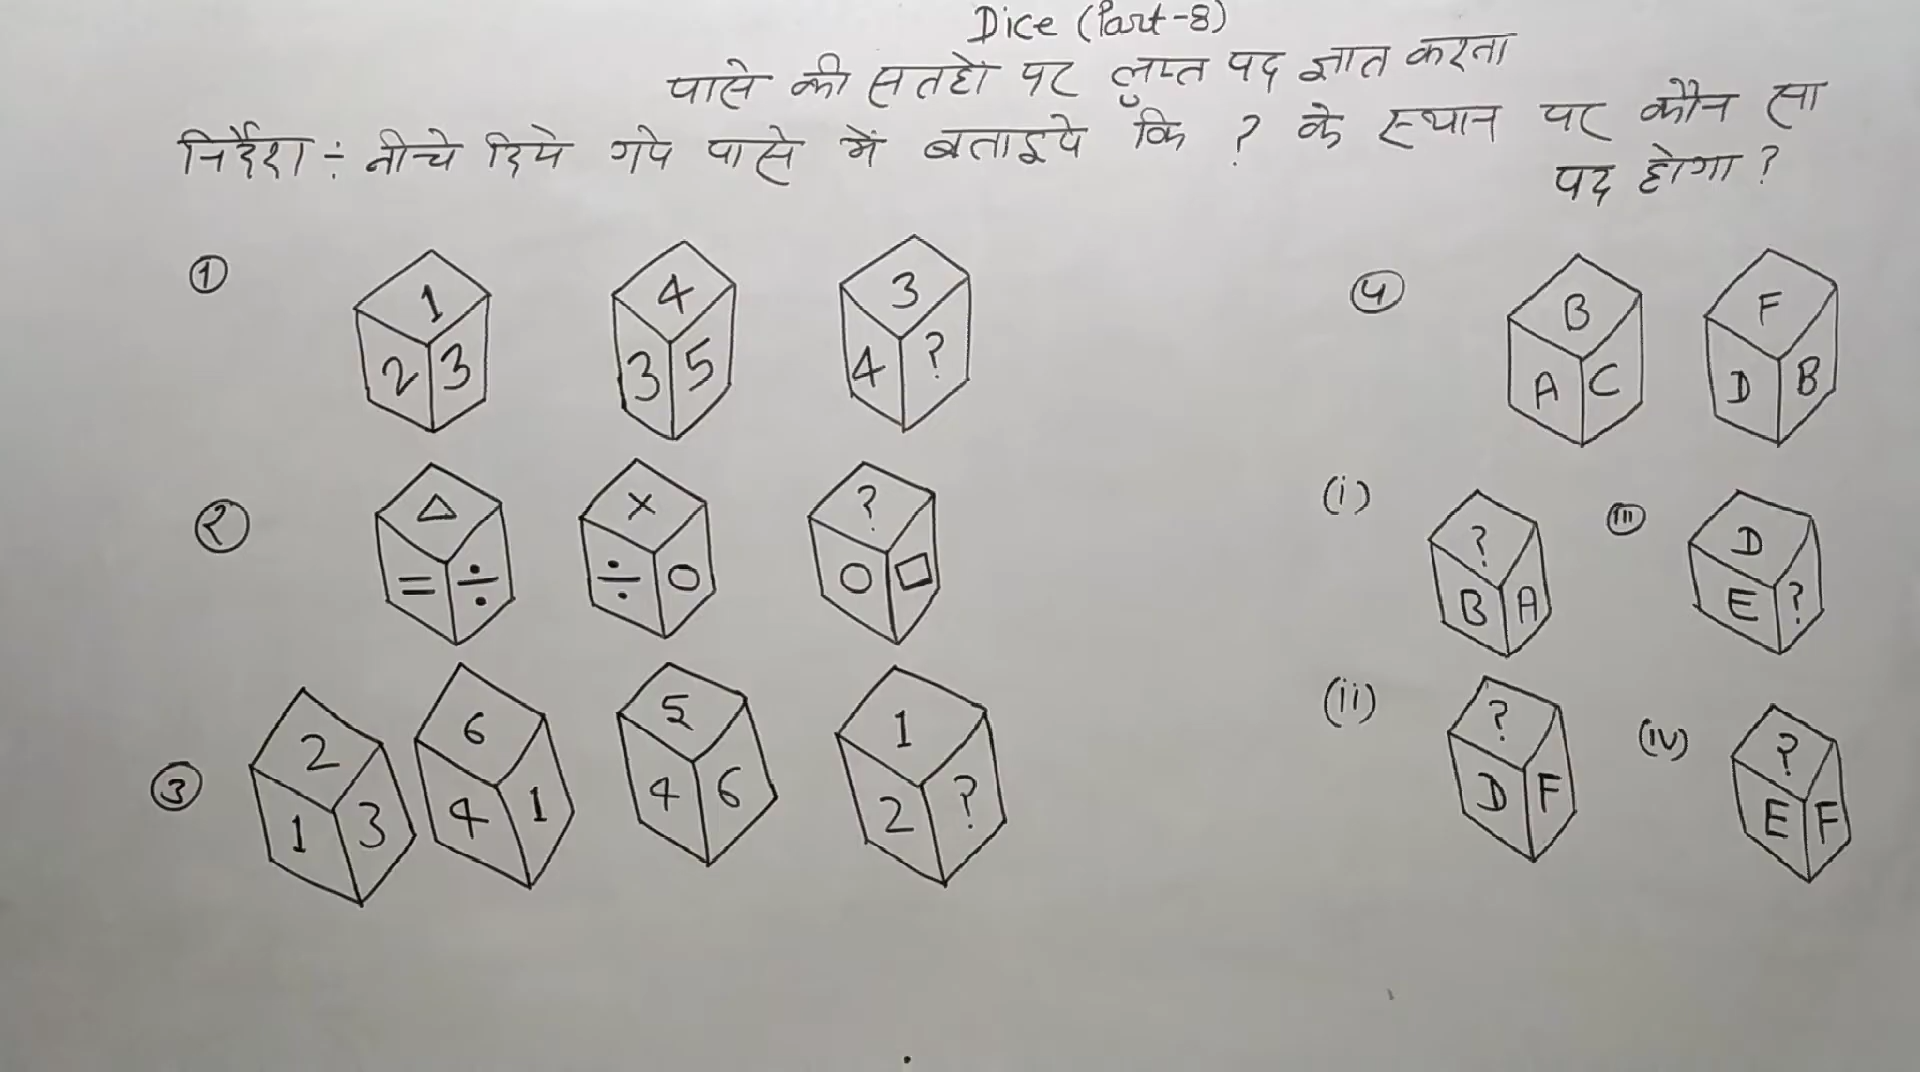 Dice (Part-8)
पासे की सतहों पर लुप्त पद ज्ञात करना
निर्देश :- नीचे दिये गये पासे में बताइये कि ? के स्थान पर कौन सा
पद होगा ?
① 1 2 3 4 3 5 3 4 ?
② △ = ÷ × ÷ ○ ? ○ □
③ 2 1 3 6 4 1 5 4 6 1 2 ?
④ B A C F D B
(i) ? B A
(iii) D E ?
(ii) ? D F
(iv) ? E F